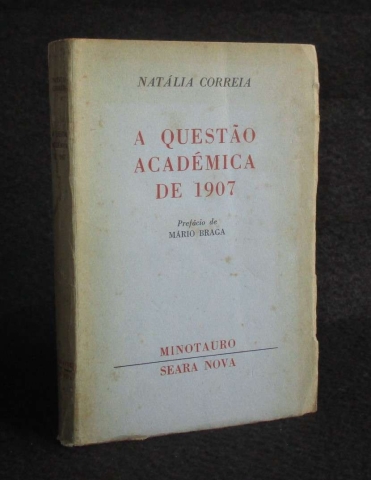 NATÁLIA CORREIA
A QUESTÃO
ACADÉMICA
DE 1907
Prefácio de
MÁRIO BRAGA
MINOTAURO
SEARA NOVA